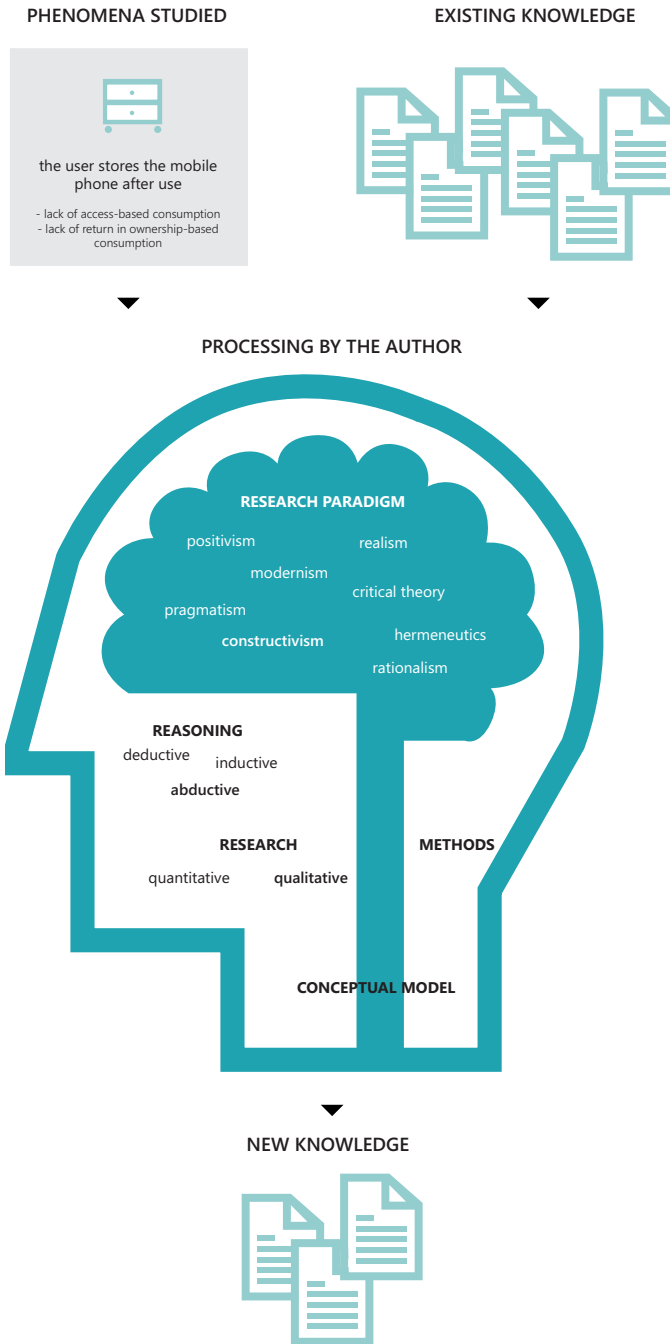 PHENOMENA STUDIED
EXISTING KNOWLEDGE
the user stores the mobile
phone after use
- lack of access-based consumption
- lack of return in ownership-based
consumption
PROCESSING BY THE AUTHOR
RESEARCH PARADIGM
positivism
realism
modernism
critical theory
pragmatism
constructivism
hermeneutics
rationalism
REASONING
deductive
inductive
abductive
RESEARCH
METHODS
quantitative
qualitative
CONCEPTUAL MODEL
NEW KNOWLEDGE